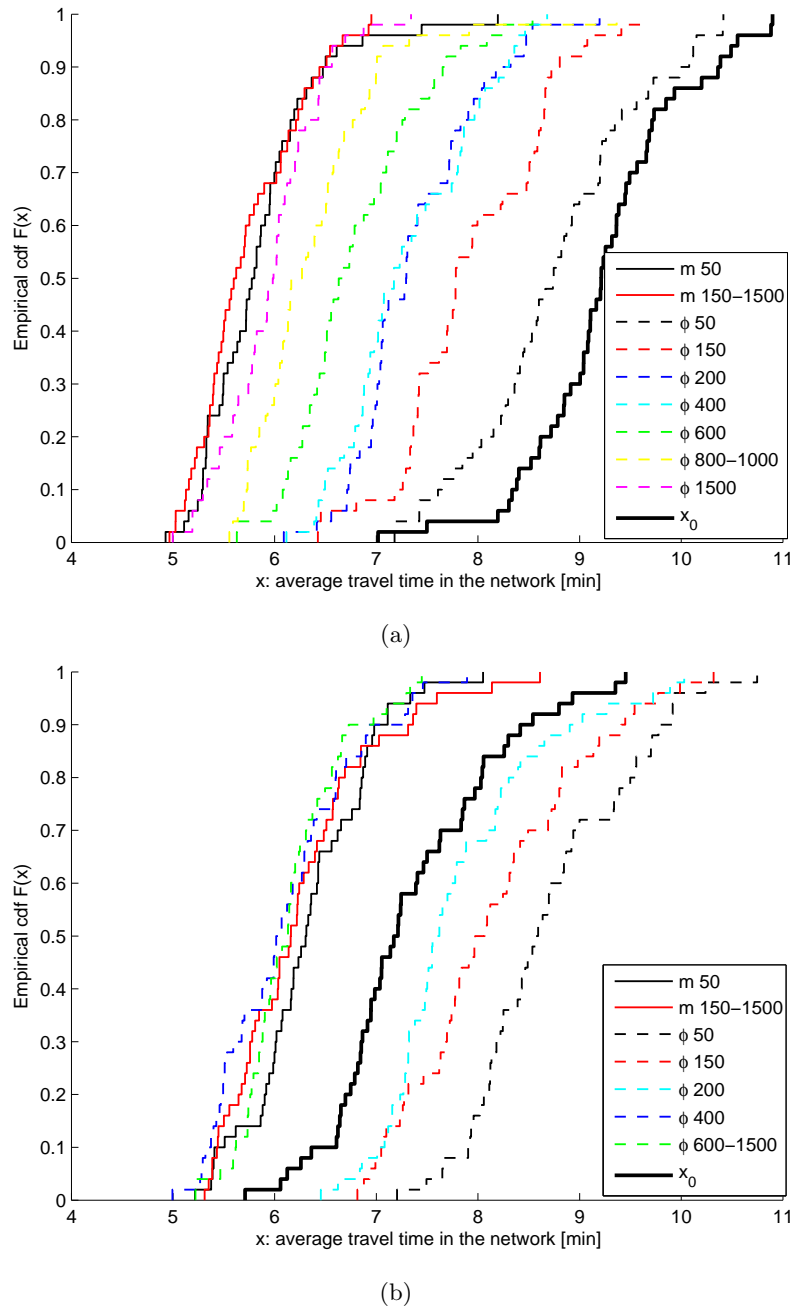 1
0.9
0.8
0.7
0.6
0.5
0.4
0.3
0.2
0.1
0
Empirical cdf F(x)
4 5 6 7 8 9 10 11
x: average travel time in the network [min]
m 50
m 150−1500
ϕ 50
ϕ 150
ϕ 200
ϕ 400
ϕ 600
ϕ 800−1000
ϕ 1500
x0
(a)
1
0.9
0.8
0.7
0.6
0.5
0.4
0.3
0.2
0.1
0
Empirical cdf F(x)
4 5 6 7 8 9 10 11
x: average travel time in the network [min]
m 50
m 150−1500
ϕ 50
ϕ 150
ϕ 200
ϕ 400
ϕ 600−1500
x0
(b)